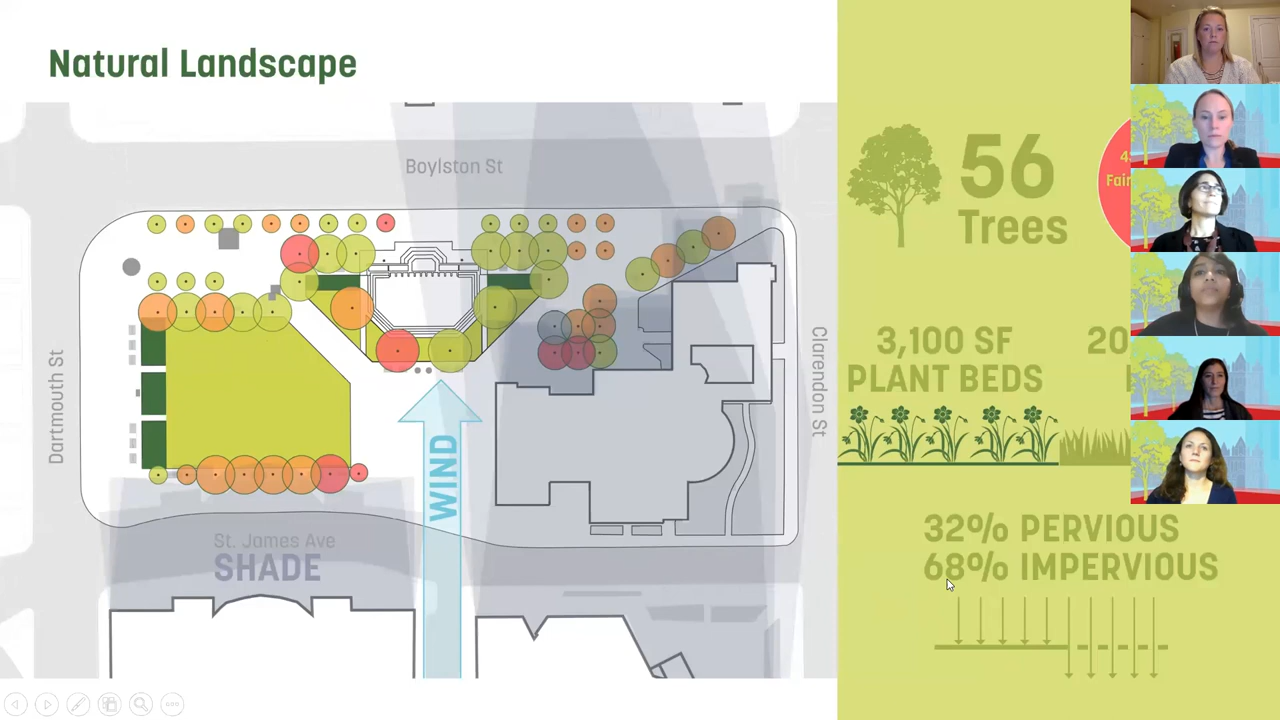 Natural Landscape
Boylston St
Dartmouth St
Clarendon St
WIND
St. James Ave
SHADE
56
Trees
3,100 SF
PLANT BEDS
20
32% PERVIOUS
68% IMPERVIOUS